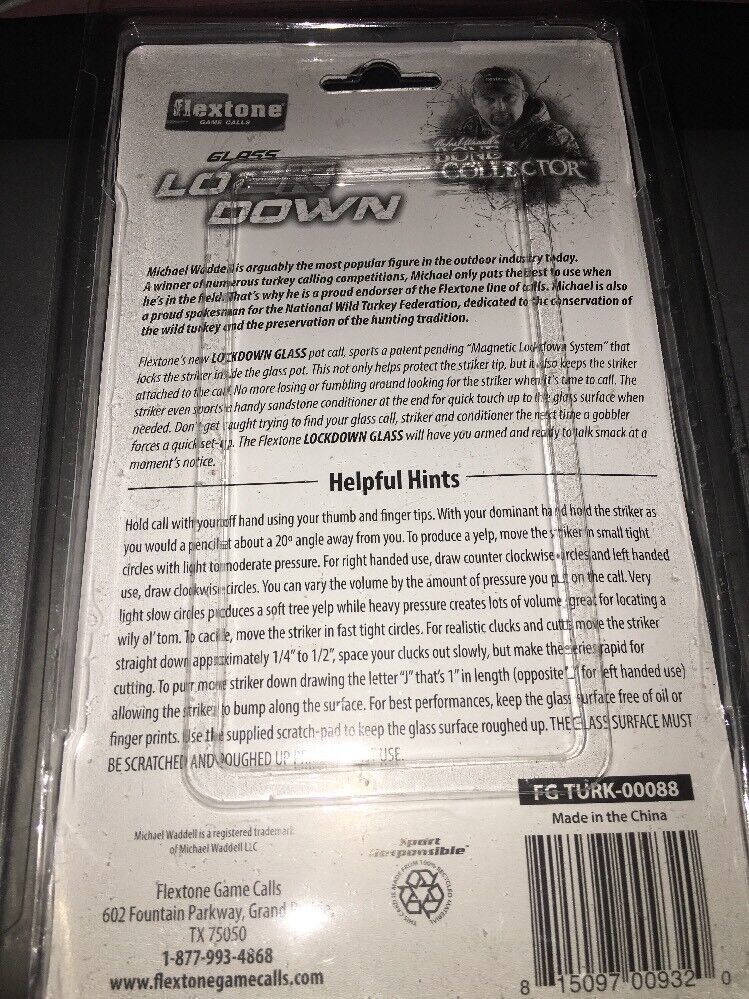 flextone
GAME CALLS
GLASS
LOCK
DOWN
BONE
COLLECTOR
Michael Waddell is arguably the most popular figure in the outdoor industry today.
A winner of numerous turkey calling competitions, Michael only puts the best to use when
he's in the field. That's why he is a proud endorser of the Flextone line of calls. Michael is also
a proud spokesman for the National Wild Turkey Federation, dedicated to the conservation of
the wild turkey and the preservation of the hunting tradition.
Flextone's new LOCKDOWN GLASS pot call, sports a patent pending "Magnetic Lockdown System" that
locks the striker inside the glass pot. This not only helps protect the striker tip, but it also keeps the striker
attached to the call. No more losing or fumbling around looking for the striker when it's time to call. The
striker even sports a handy sandstone conditioner at the end for quick touch up to the glass surface when
needed. Don't get caught trying to find your glass call, striker and conditioner the next time a gobbler
forces a quick set-up. The Flextone LOCKDOWN GLASS will have you armed and ready to talk smack at a
moment's notice.
Helpful Hints
Hold call with your off hand using your thumb and finger tips. With your dominant hand hold the striker as
you would a pencil at about a 20º angle away from you. To produce a yelp, move the striker in small tight
circles with light to moderate pressure. For right handed use, draw counter clockwise circles and left handed
use, draw clockwise circles. You can vary the volume by the amount of pressure you put on the call. Very
light slow circles produces a soft tree yelp while heavy pressure creates lots of volume, great for locating a
wily ol' tom. To cackle, move the striker in fast tight circles. For realistic clucks and cutts move the striker
straight down approximately 1/4" to 1/2", space your clucks out slowly, but make the series rapid for
cutting. To purr move striker down drawing the letter "J" that's 1" in length (opposite for left handed use)
allowing the striker to bump along the surface. For best performances, keep the glass surface free of oil or
finger prints. Use the supplied scratch-pad to keep the glass surface roughed up. THE GLASS SURFACE MUST
BE SCRATCHED AND ROUGHED UP USE.
FG-TURK-00088
Made in the China
Michael Waddell is a registered trademark
of Michael Waddell LLC
Sport
Responsible
THIS CARD IS MADE FROM 100% RECYCLED MATERIAL
Flextone Game Calls
602 Fountain Parkway, Grand Prairie,
TX 75050
1-877-993-4868
www.flextonegamecalls.com
8 15097 00932 0